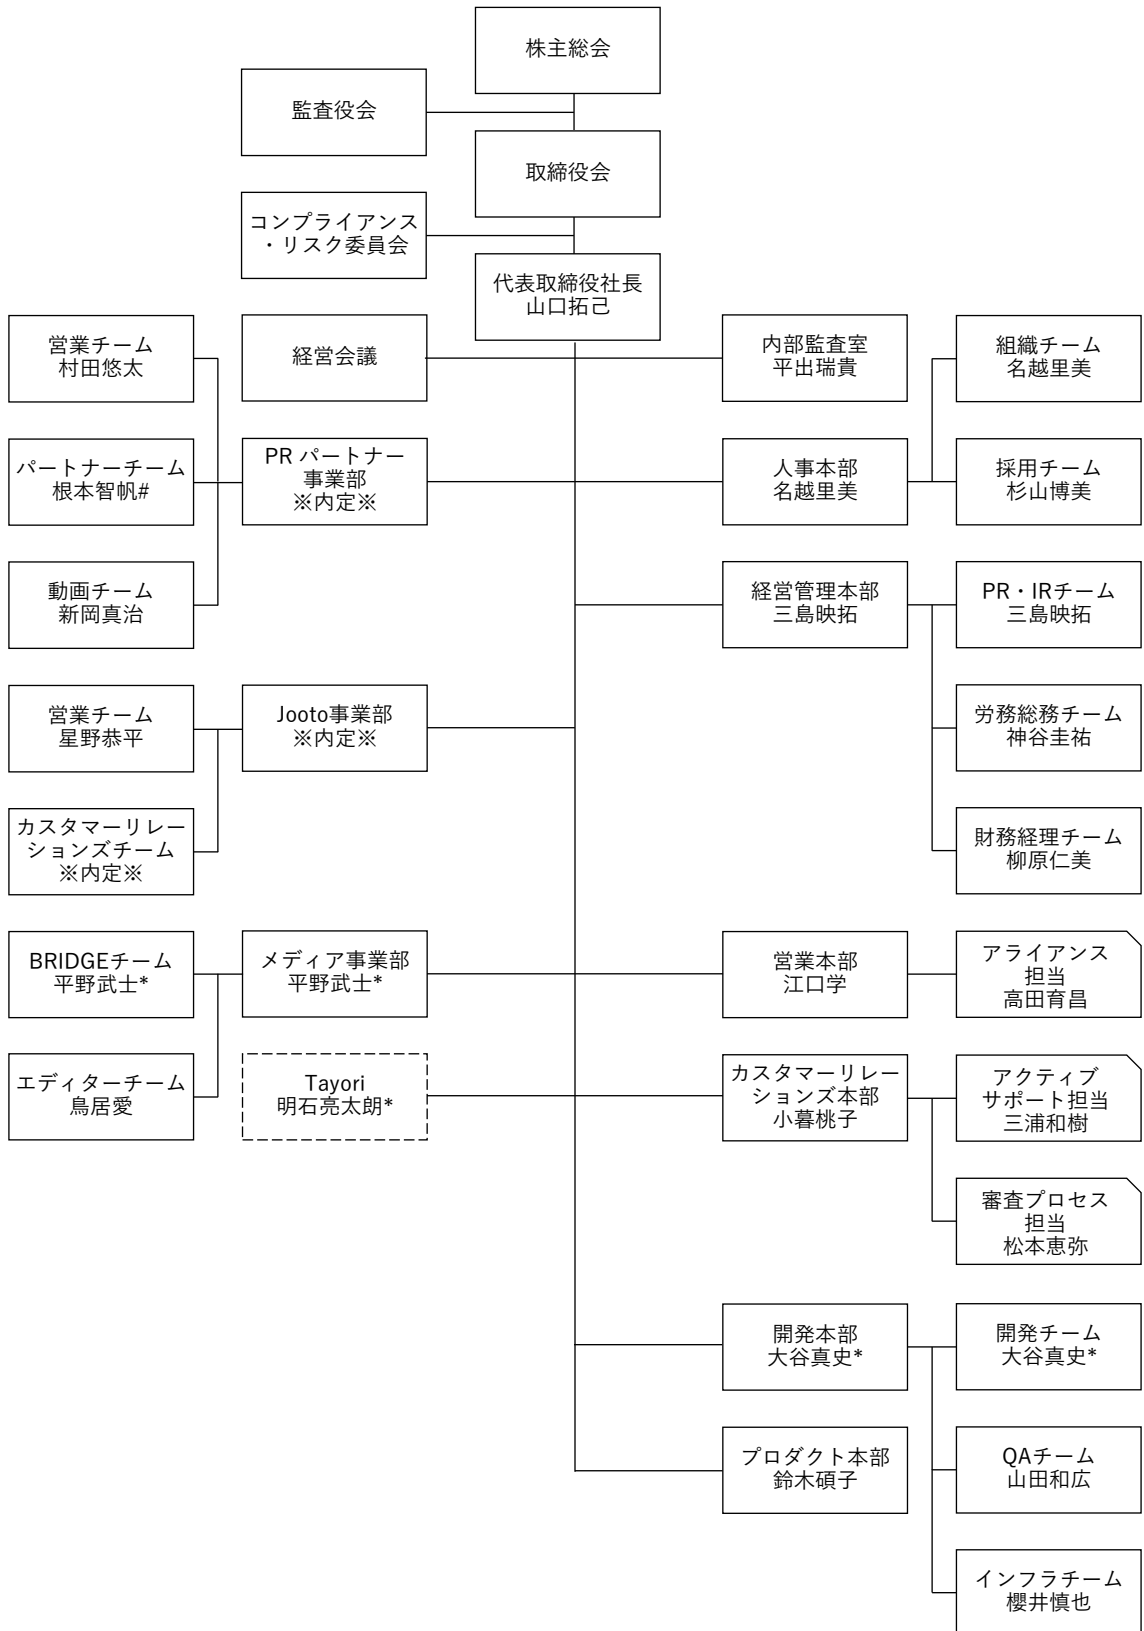 株主総会
監査役会
取締役会
コンプライアンス
・リスク委員会
代表取締役社長
山口拓己
営業チーム
村田悠太
経営会議
内部監査室
平出瑞貴
組織チーム
名越里美
パートナーチーム
根本智帆#
PR パートナー
事業部
※内定※
人事本部
名越里美
採用チーム
杉山博美
動画チーム
新岡真治
経営管理本部
三島映拓
PR・IRチーム
三島映拓
営業チーム
星野恭平
Jooto事業部
※内定※
労務総務チーム
神谷圭祐
カスタマーリレー
ションズチーム
※内定※
財務経理チーム
柳原仁美
BRIDGEチーム
平野武士*
メディア事業部
平野武士*
営業本部
江口学
アライアンス
担当
高田育昌
エディターチーム
鳥居愛
Tayori
明石亮太朗*
カスタマーリレー
ションズ本部
小暮桃子
アクティブ
サポート担当
三浦和樹
審査プロセス
担当
松本恵弥
開発本部
大谷真史*
開発チーム
大谷真史*
プロダクト本部
鈴木碩子
QAチーム
山田和広
インフラチーム
櫻井慎也